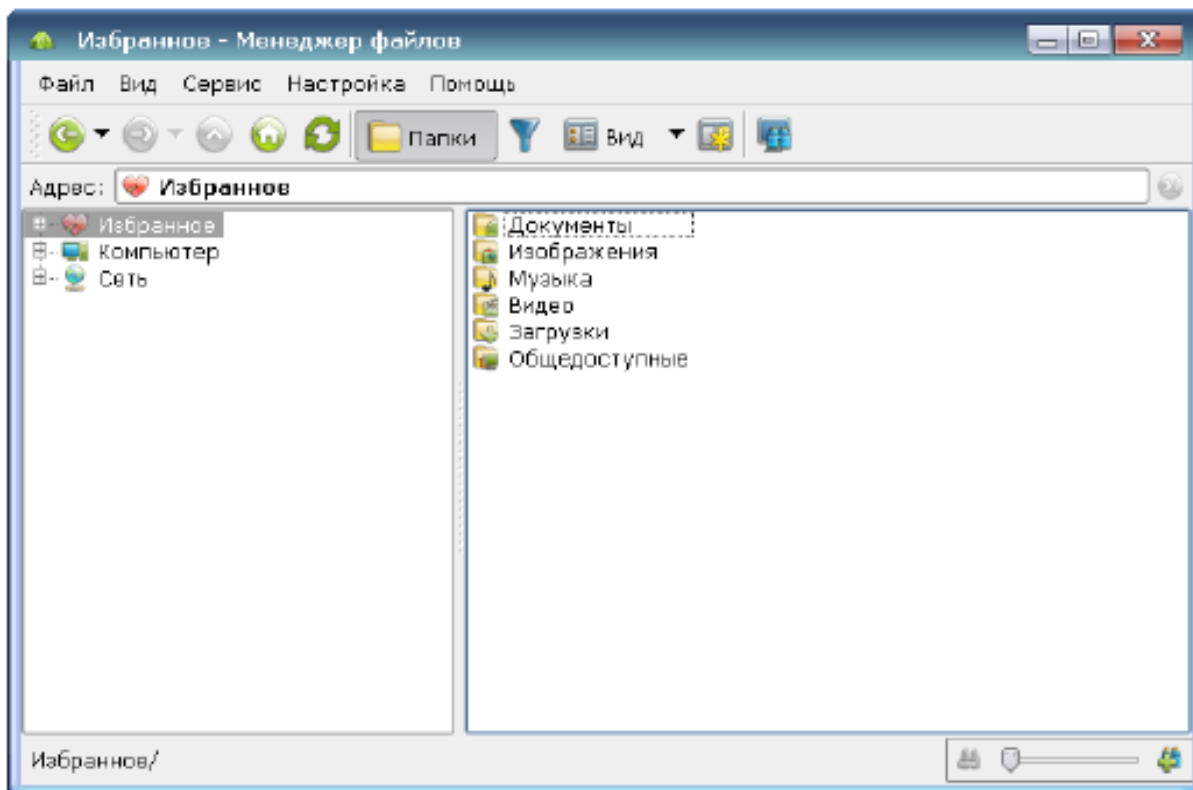 Избранное - Менеджер файлов
Файл Вид Сервис Настройка Помощь
Папки Вид
Адрес: Избранное
Избранное
Компьютер
Сеть
Документы
Изображения
Музыка
Видео
Загрузки
Общедоступные
Избранное/